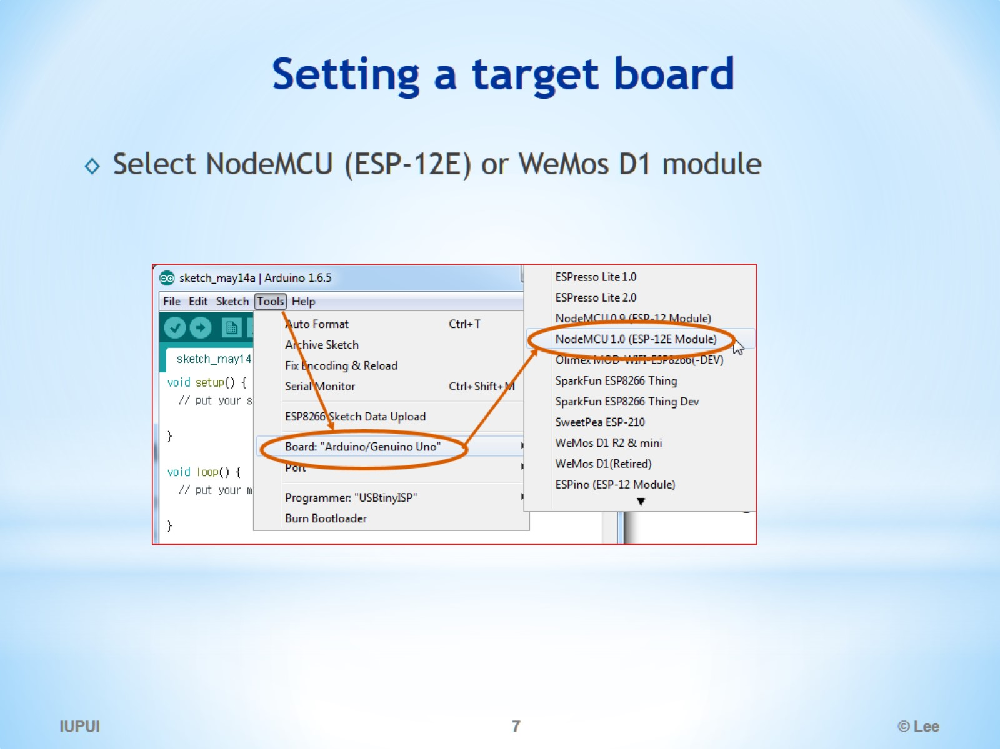 Setting a target board
Select NodeMCU (ESP-12E) or WeMos D1 module
sketch_may14a | Arduino 1.6.5
File Edit Sketch Tools Help
sketch_may14
void setup() {
// put your s
}
void loop() {
// put your m
}
Auto Format Ctrl+T
Archive Sketch
Fix Encoding & Reload
Serial Monitor Ctrl+Shift+M
ESP8266 Sketch Data Upload
Board: "Arduino/Genuino Uno"
Port
Programmer: "USBtinyISP"
Burn Bootloader
ESPresso Lite 1.0
ESPresso Lite 2.0
NodeMCU 0.9 (ESP-12 Module)
NodeMCU 1.0 (ESP-12E Module)
Olimex MOD-WIFI-ESP8266(-DEV)
SparkFun ESP8266 Thing
SparkFun ESP8266 Thing Dev
SweetPea ESP-210
WeMos D1 R2 & mini
WeMos D1(Retired)
ESPino (ESP-12 Module)
IUPUI
7
© Lee